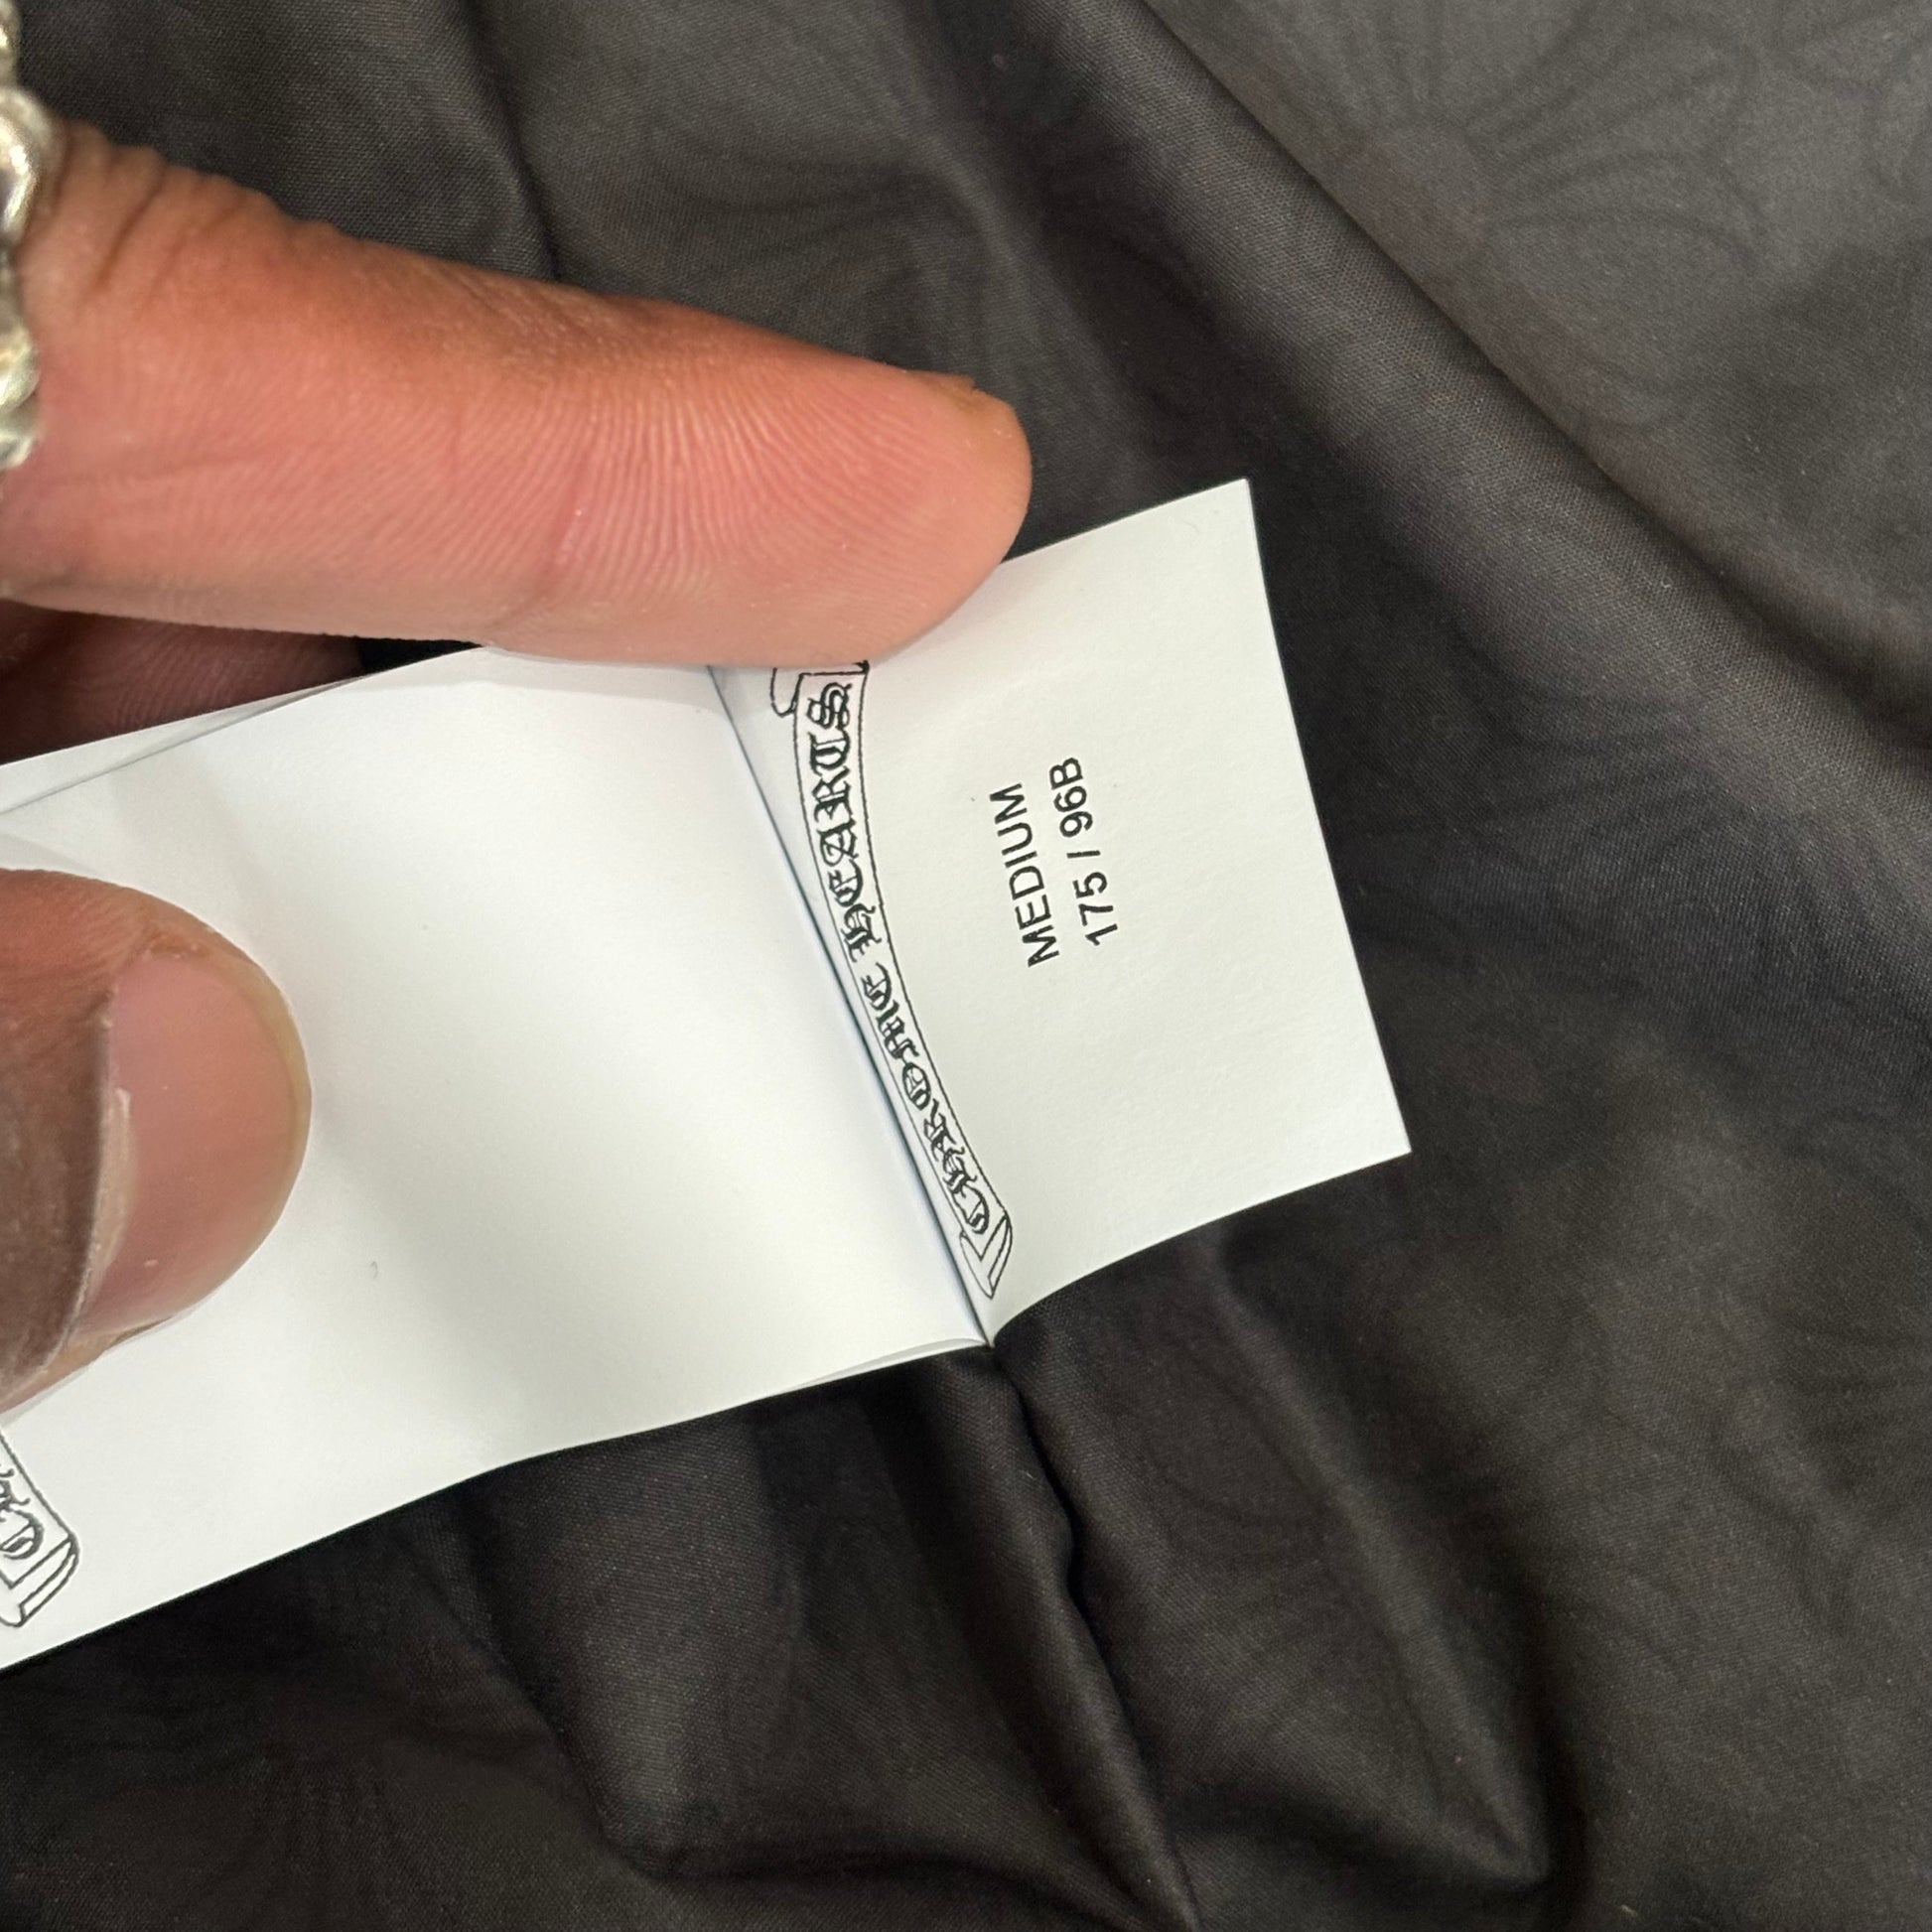 CHROME HEARTS
MEDIUM
175 / 96B